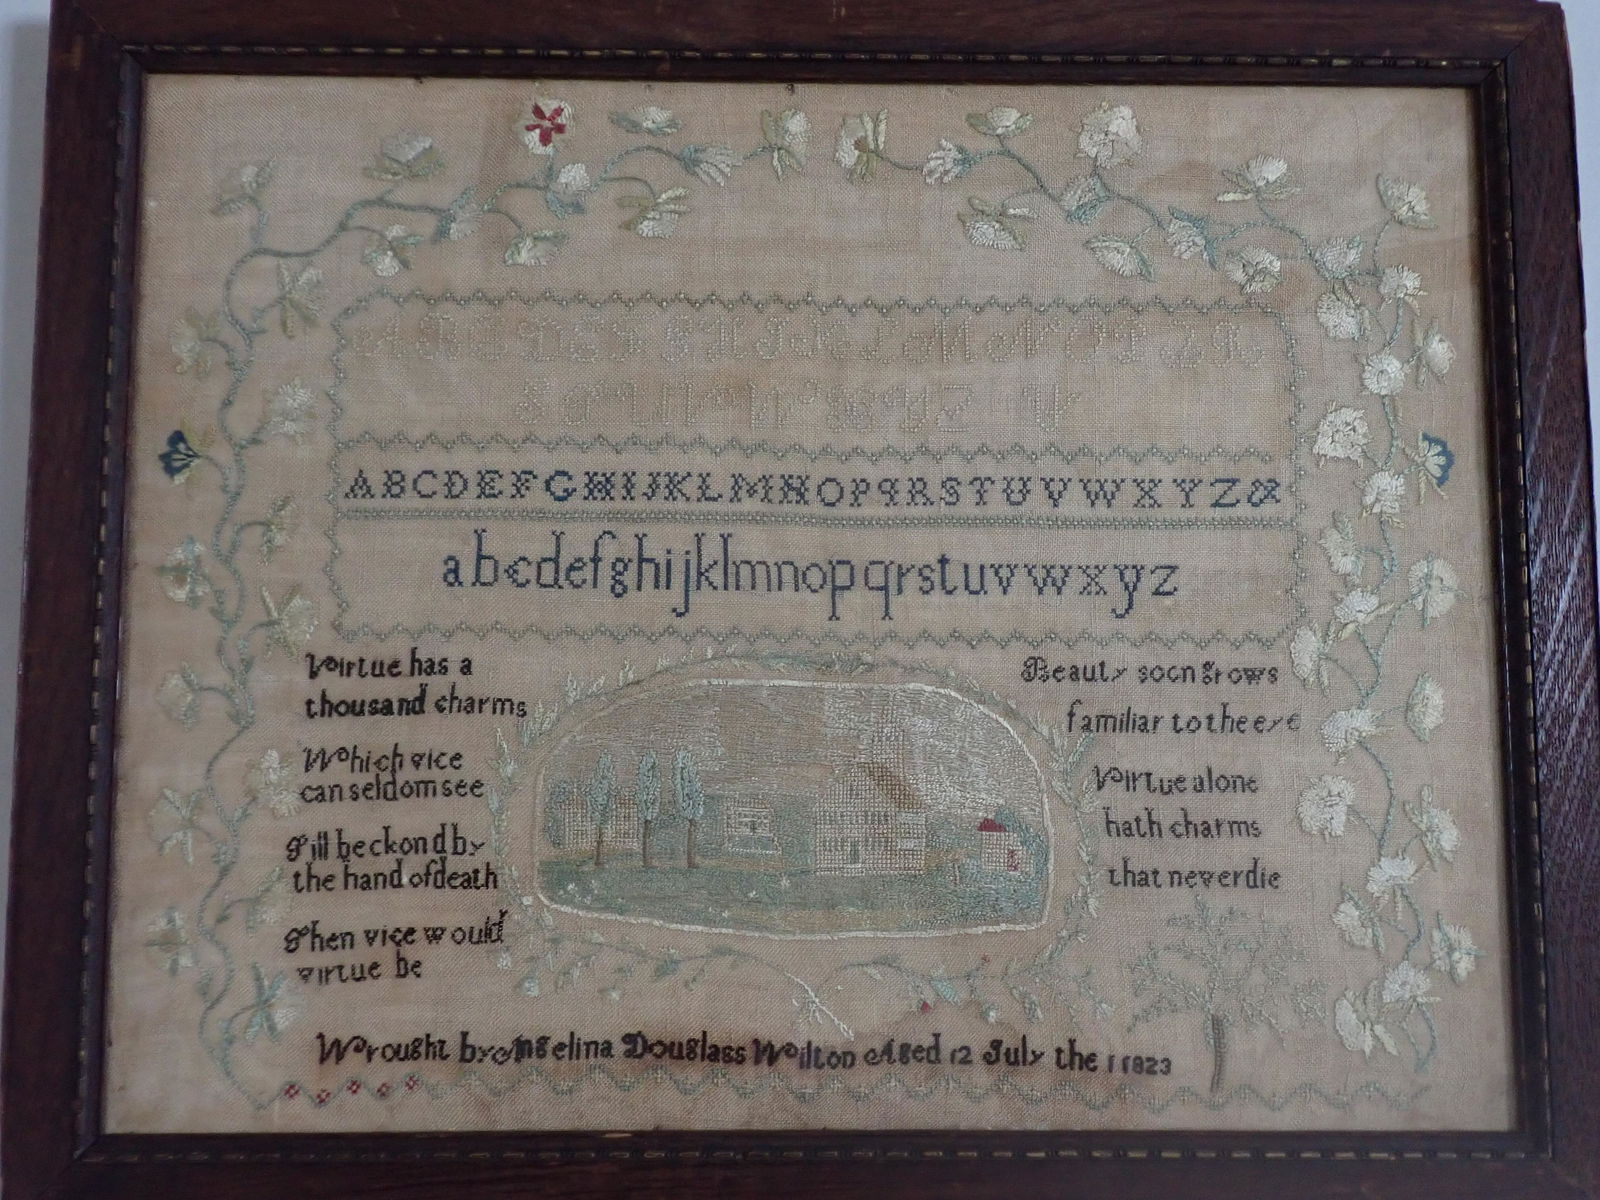 ABCDEFGHIJKLMNOPQRSTUVWXYZ&
abcdefghijklmnopqrstuvwxyz
Virtue has a
thousand charms
Which vice
can seldom see
Till beckond by
the hand of death
Then vice would
virtue be
Beauty soon grows
familiar to the eye
Virtue alone
hath charms
that never die
Wrought by Angelina Douglass Wilton Aged 12 July the 1 1823